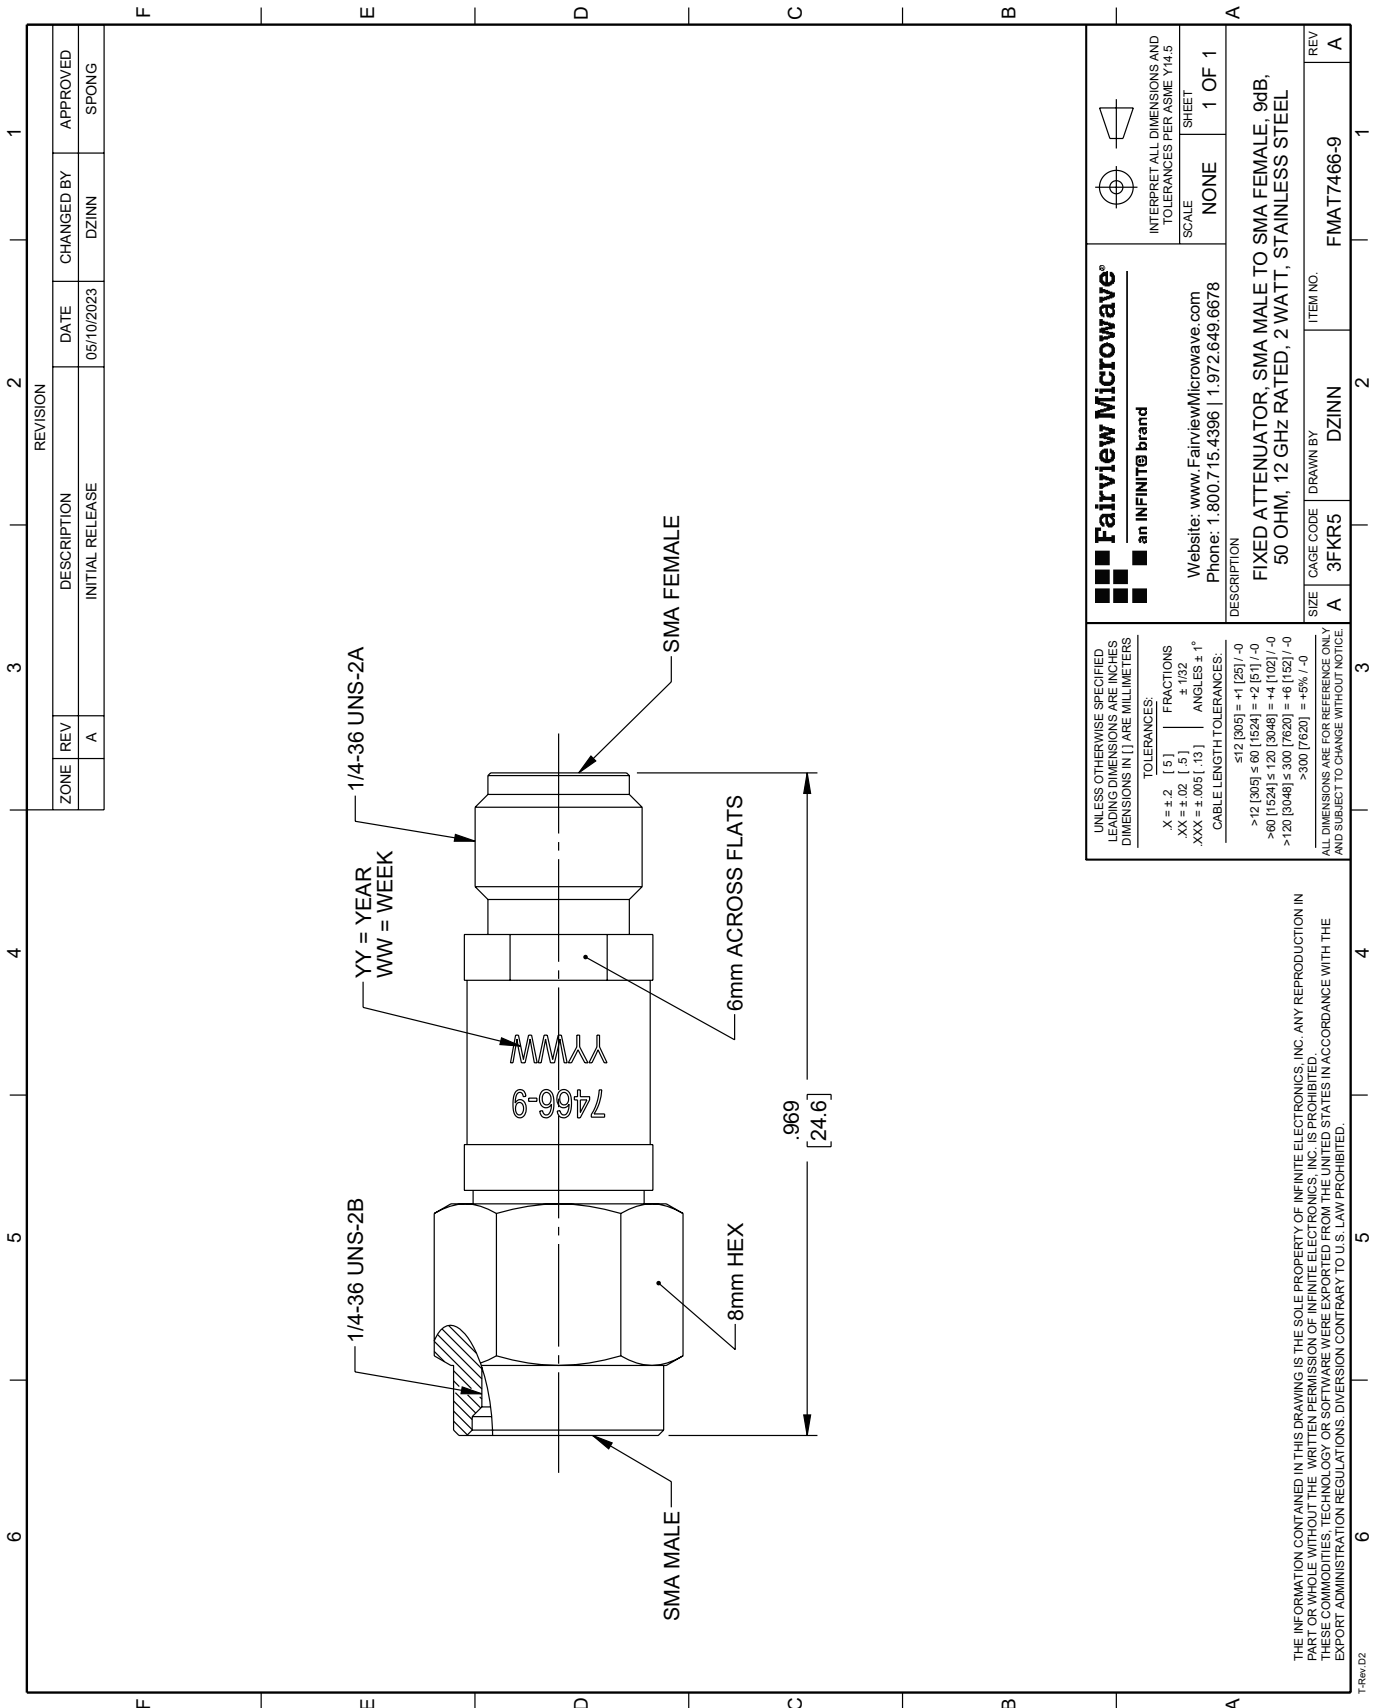 6
5
4
3
2
1
F
E
D
C
B
A
REVISION
ZONE REV DESCRIPTION DATE CHANGED BY APPROVED
A INITIAL RELEASE 05/10/2023 DZINN SPONG
1/4-36 UNS-2B
YY = YEAR
WW = WEEK
1/4-36 UNS-2A
7466-9
YYWW
SMA MALE
SMA FEMALE
8mm HEX
6mm ACROSS FLATS
.969
[24.6]
UNLESS OTHERWISE SPECIFIED
LEADING DIMENSIONS ARE INCHES
DIMENSIONS IN [ ] ARE MILLIMETERS
TOLERANCES:
.X = ± .2 [ 5 ] FRACTIONS
.XX = ± .02 [ .5 ] ± 1/32
.XXX = ± .005 [ .13 ] ANGLES ± 1°
CABLE LENGTH TOLERANCES:
≤12 [305] = +1 [25] / -0
>12 [305] ≤ 60 [1524] = +2 [51] / -0
>60 [1524] ≤ 120 [3048] = +4 [102] / -0
>120 [3048] ≤ 300 [7620] = +6 [152] / -0
>300 [7620] = +5% / -0
ALL DIMENSIONS ARE FOR REFERENCE ONLY
AND SUBJECT TO CHANGE WITHOUT NOTICE.
Fairview Microwave®
an INFINITE brand
Website: www.FairviewMicrowave.com
Phone: 1.800.715.4396 | 1.972.649.6678
INTERPRET ALL DIMENSIONS AND
TOLERANCES PER ASME Y14.5
SCALE SHEET
NONE 1 OF 1
DESCRIPTION
FIXED ATTENUATOR, SMA MALE TO SMA FEMALE, 9dB,
50 OHM, 12 GHz RATED, 2 WATT, STAINLESS STEEL
SIZE CAGE CODE DRAWN BY ITEM NO. REV
A 3FKR5 DZINN FMAT7466-9 A
THE INFORMATION CONTAINED IN THIS DRAWING IS THE SOLE PROPERTY OF INFINITE ELECTRONICS, INC. ANY REPRODUCTION IN
PART OR WHOLE WITHOUT THE WRITTEN PERMISSION OF INFINITE ELECTRONICS, INC. IS PROHIBITED.
THESE COMMODITIES, TECHNOLOGY OR SOFTWARE WERE EXPORTED FROM THE UNITED STATES IN ACCORDANCE WITH THE
EXPORT ADMINISTRATION REGULATIONS. DIVERSION CONTRARY TO U.S. LAW PROHIBITED.
F
E
D
C
B
A
6
5
4
3
2
1
T-Rev.D2